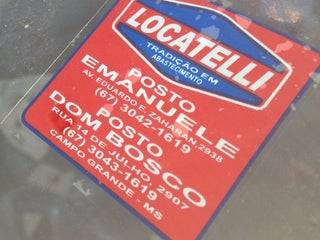 LOCATELLI
TRADIÇÃO EM
ABASTECIMENTO
POSTO
EMANUELE
AV. EDUARDO E. ZAHARAN, 2938
(67) 3042-1619
POSTO
DOM BOSCO
RUA 14 DE JULHO, 2907
(67) 3043-1619
CAMPO GRANDE - MS